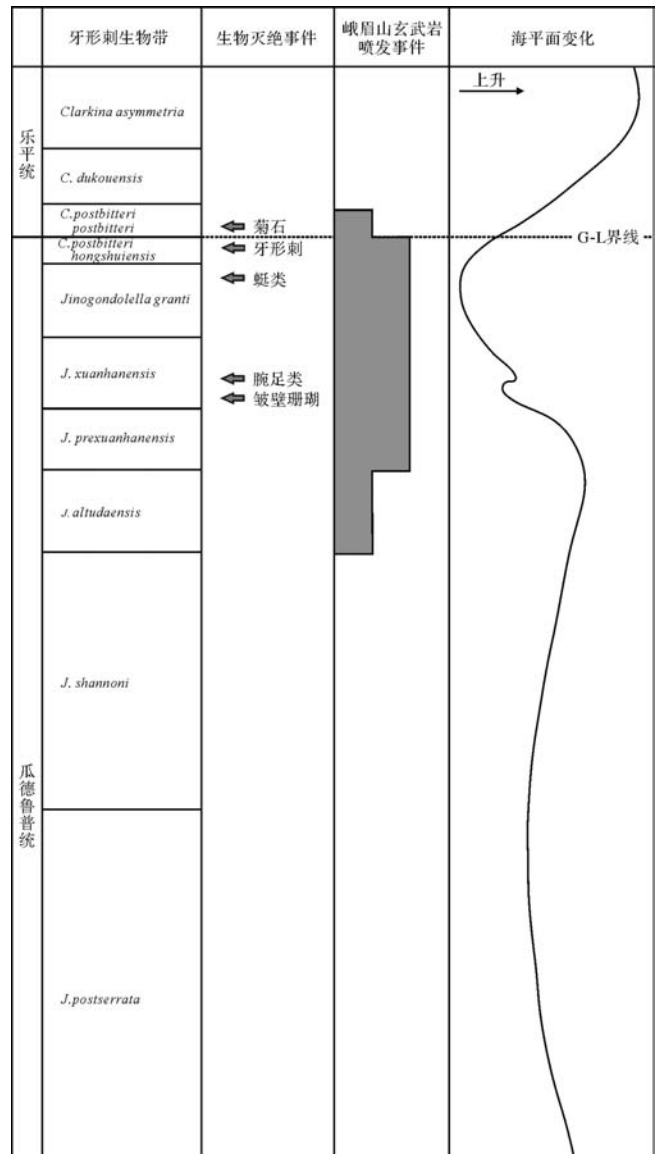 牙形刺生物带
生物灭绝事件
峨眉山玄武岩
喷发事件
海平面变化
乐平统
Clarkina asymmetria
C. dukouensis
C.postbitteri
postbitteri
C.postbitteri
hongshuiensis
Jinogondolella granti
J. xuanhanensis
J. prexuanhanensis
J. altudaensis
J. shannoni
J.postserrata
瓜德鲁普统
菊石
牙形刺
蜓类
腕足类
皱壁珊瑚
上升
G-L界线